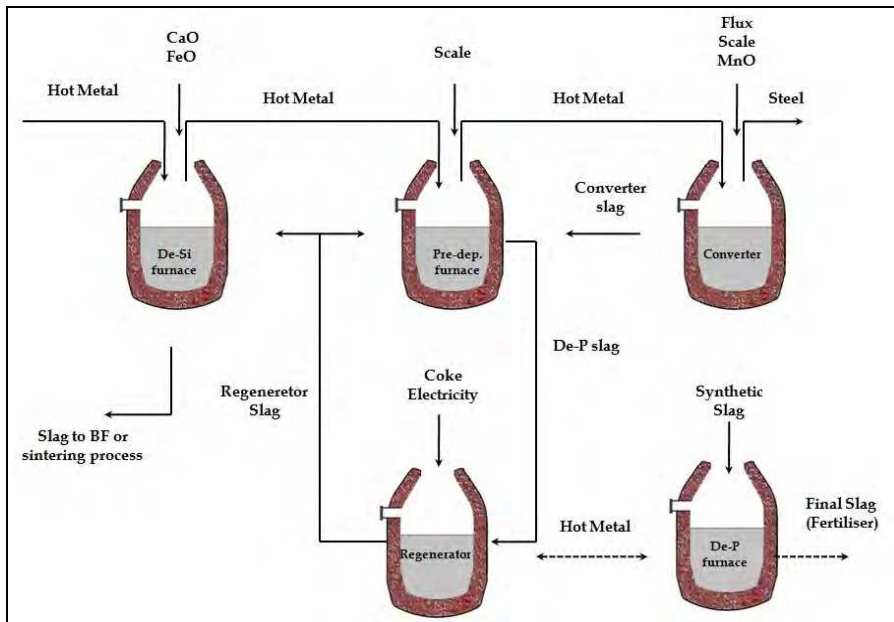 CaO
FeO
Scale
Flux
Scale
MnO
Hot Metal
Hot Metal
Hot Metal
Steel
Converter
slag
De-Si
furnace
Pre-dep.
furnace
Converter
De-P slag
Regeneretor
Slag
Coke
Electricity
Synthetic
Slag
Slag to BF or
sintering process
Hot Metal
Final Slag
(Fertiliser)
Regenerator
De-P
furnace